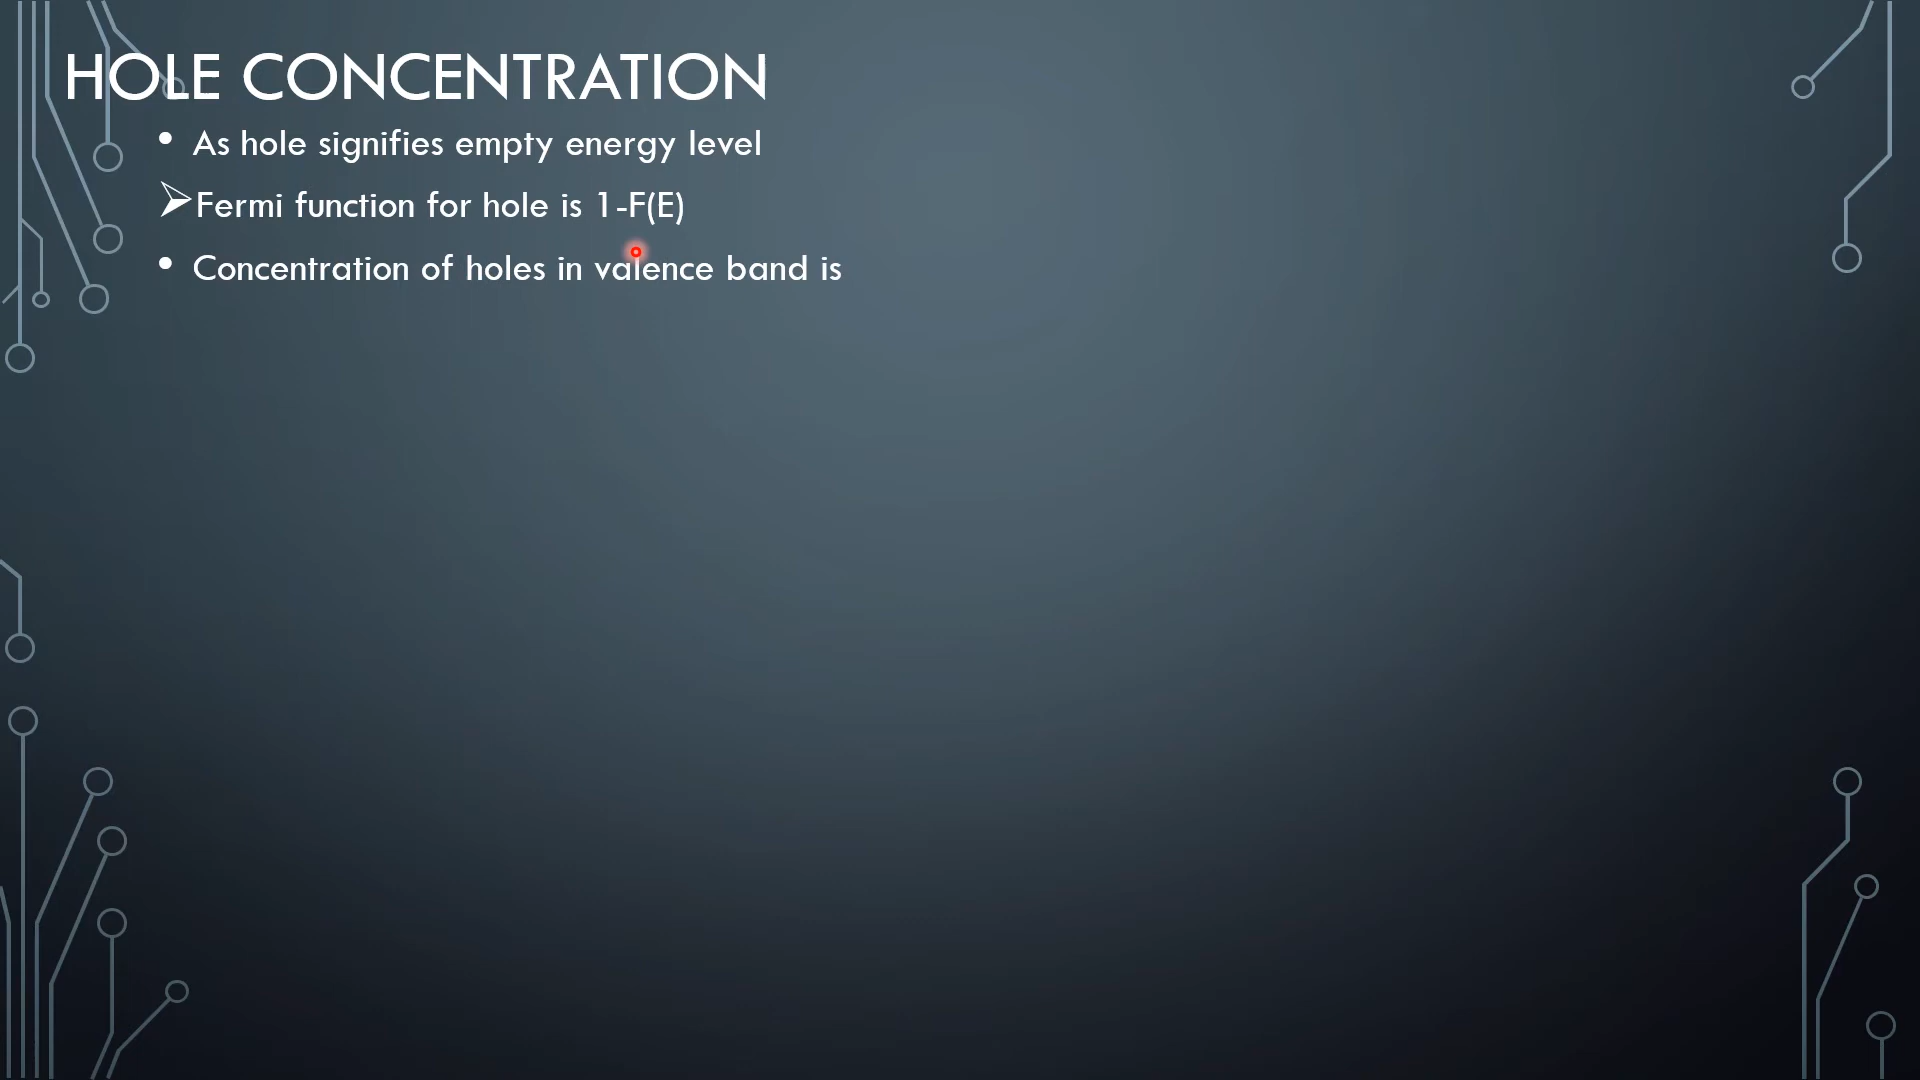 HOLE CONCENTRATION
• As hole signifies empty energy level
➢Fermi function for hole is 1-F(E)
• Concentration of holes in valence band is